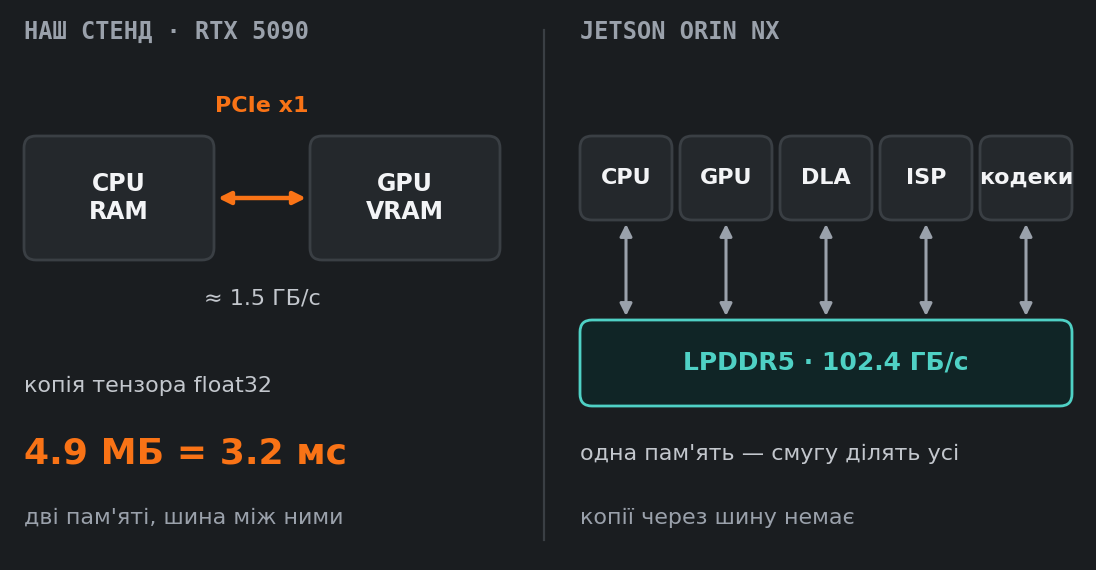 НАШ СТЕНД · RTX 5090
PCIe x1
CPU
RAM
GPU
VRAM
≈ 1.5 ГБ/с
копія тензора float32
4.9 МБ = 3.2 мс
дві пам'яті, шина між ними
JETSON ORIN NX
CPU
GPU
DLA
ISP
кодеки
LPDDR5 · 102.4 ГБ/с
одна пам'ять — смугу ділять усі
копії через шину немає